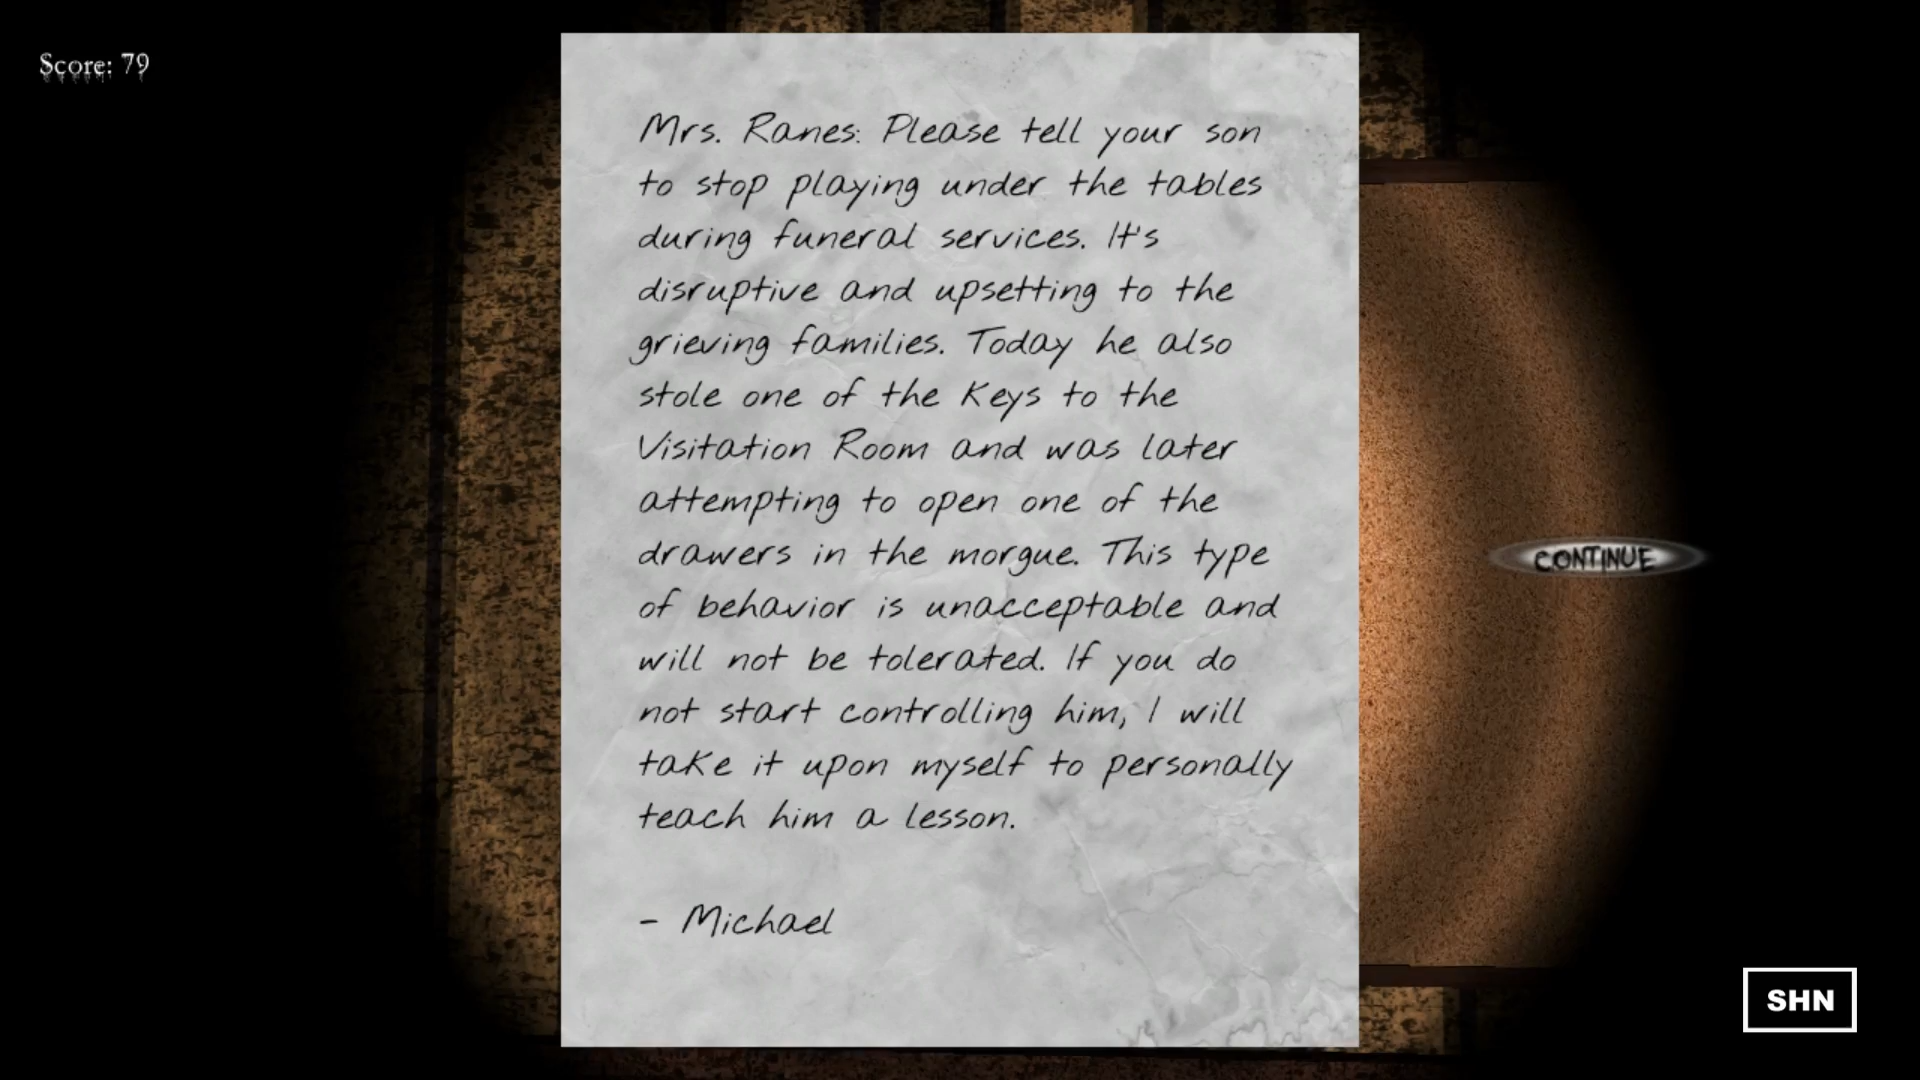 Score: 79
Mrs. Ranes: Please tell your son
to stop playing under the tables
during funeral services. It's
disruptive and upsetting to the
grieving families. Today he also
stole one of the Keys to the
Visitation Room and was later
attempting to open one of the
drawers in the morgue. This type
of behavior is unacceptable and
will not be tolerated. If you do
not start controlling him, I will
take it upon myself to personally
teach him a lesson.
- Michael
CONTINUE
SHN